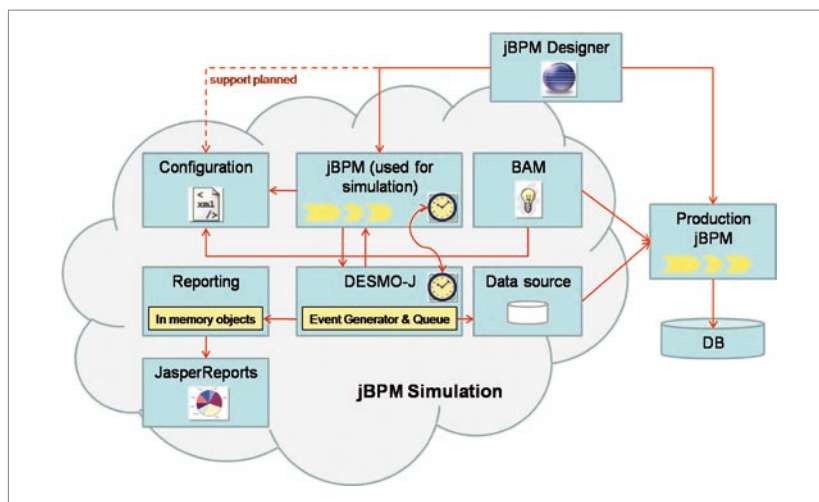 jBPM Designer
support planned
Configuration
< xml />
jBPM (used for
simulation)
BAM
Production
jBPM
Reporting
In memory objects
DESMO-J
Event Generator & Queue
Data source
DB
JasperReports
jBPM Simulation